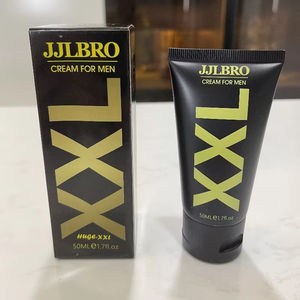 JJLBRO
CREAM FOR MEN
XXL
HUGE-XXL
50ML e 1.7fl oz
JJLBRO
CREAM FOR MEN
XXL
50ML e 1.7fl oz